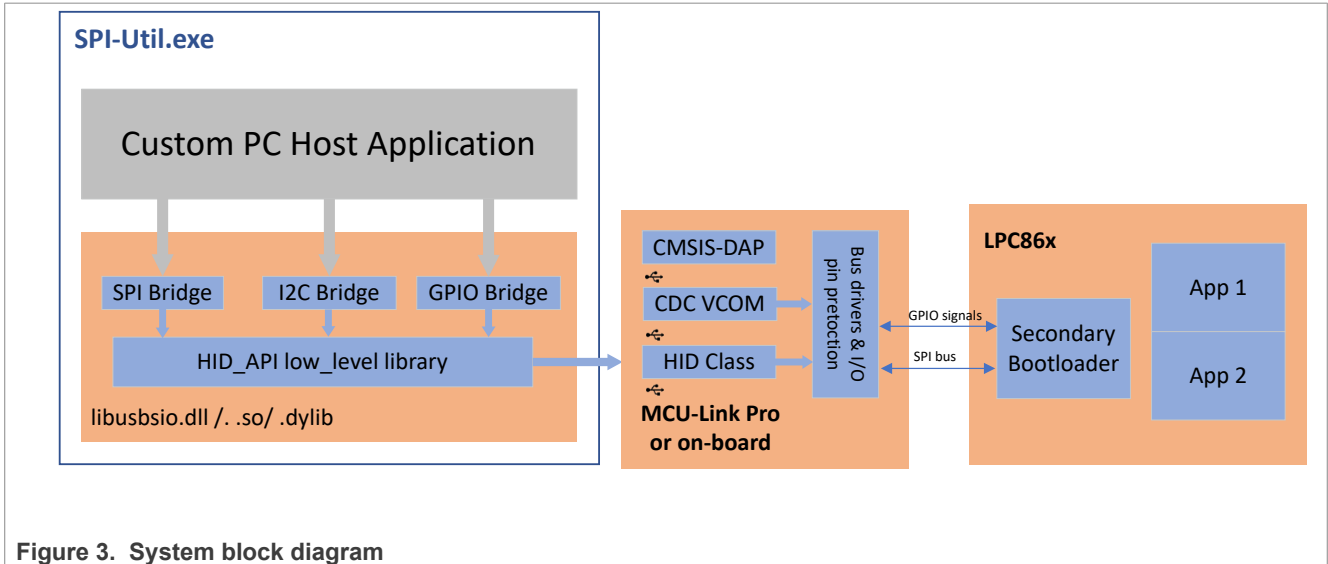 SPI-Util.exe
Custom PC Host Application
SPI Bridge
I2C Bridge
GPIO Bridge
HID_API low_level library
libusbsio.dll /. .so/ .dylib
CMSIS-DAP
CDC VCOM
HID Class
MCU-Link Pro
or on-board
Bus drivers & I/O
pin pretoction
GPIO signals
SPI bus
LPC86x
Secondary
Bootloader
App 1
App 2
Figure 3. System block diagram